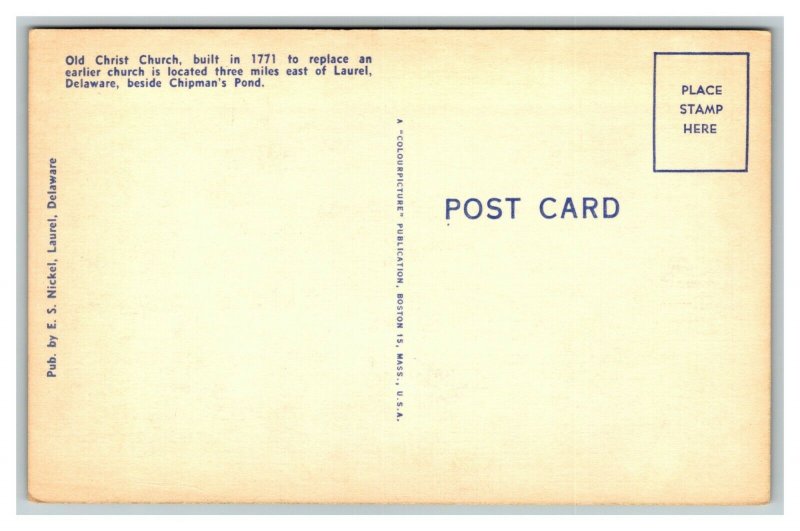 Old Christ Church, built in 1771 to replace an
earlier church is located three miles east of Laurel,
Delaware, beside Chipman's Pond.
Pub. by E. S. Nickel, Laurel, Delaware
A "COLOURPICTURE" PUBLICATION, BOSTON 15, MASS., U.S.A.
PLACE
STAMP
HERE
POST CARD